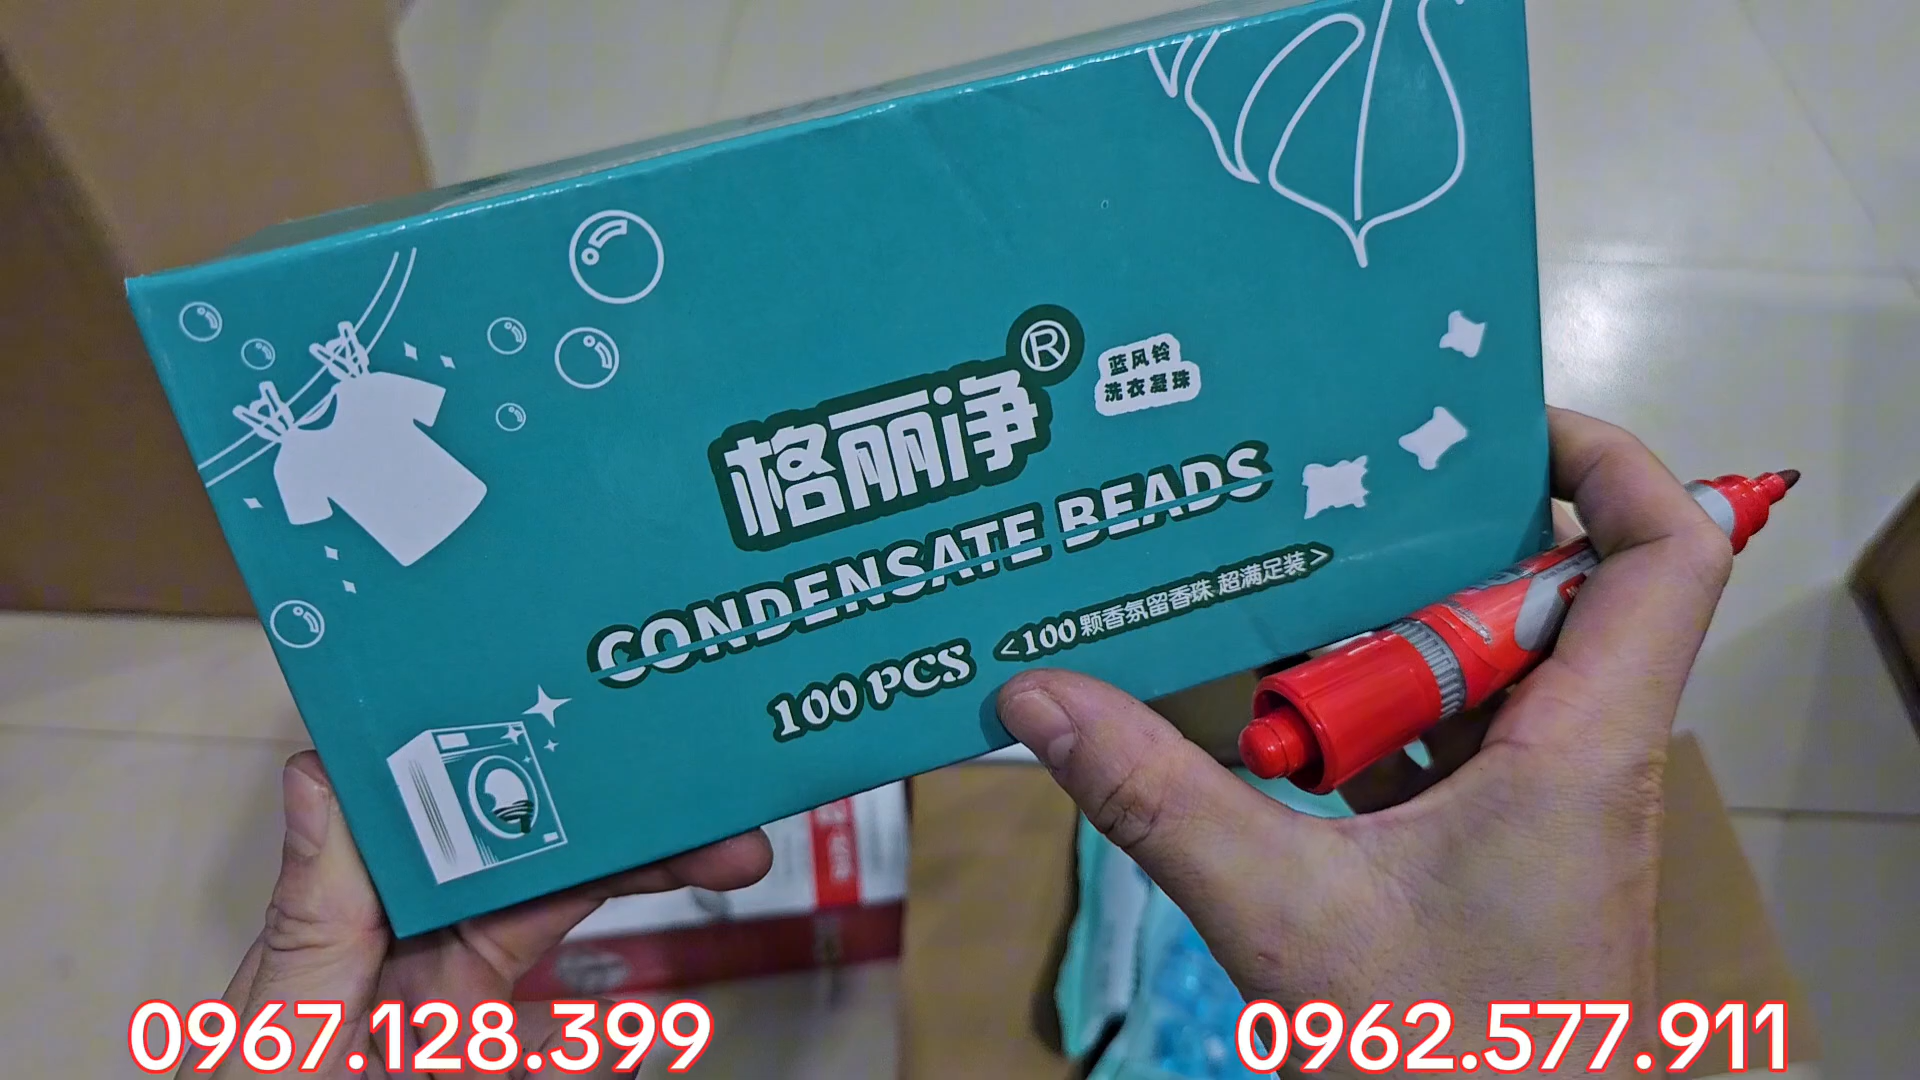 格丽净®
蓝风铃
洗衣凝珠
CONDENSATE BEADS
100 PCS
<100颗香氛留香珠 超满足装>
0967.128.399
0962.577.911